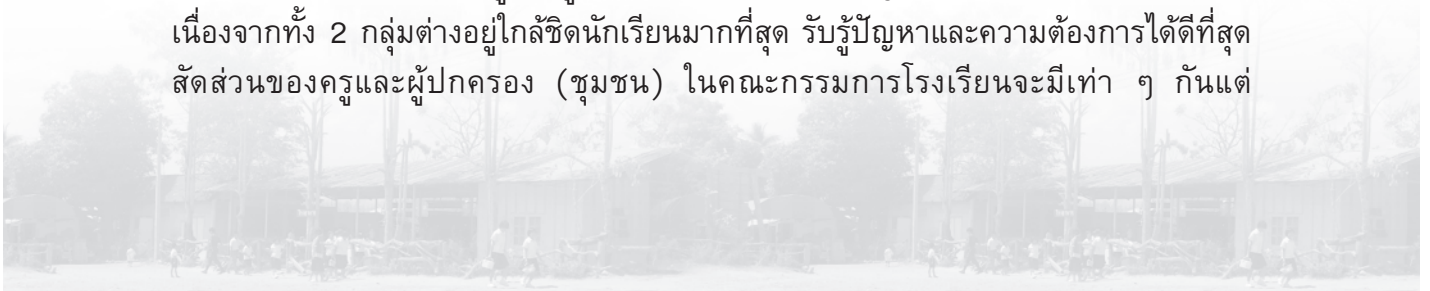 เนื่องจากทั้ง 2 กลุ่มต่างอยู่ใกล้ชิดนักเรียนมากที่สุด รับรู้ปัญหาและความต้องการได้ดีที่สุด
สัดส่วนของครูและผู้ปกครอง (ชุมชน) ในคณะกรรมการโรงเรียนจะมีเท่า ๆ กันแต่